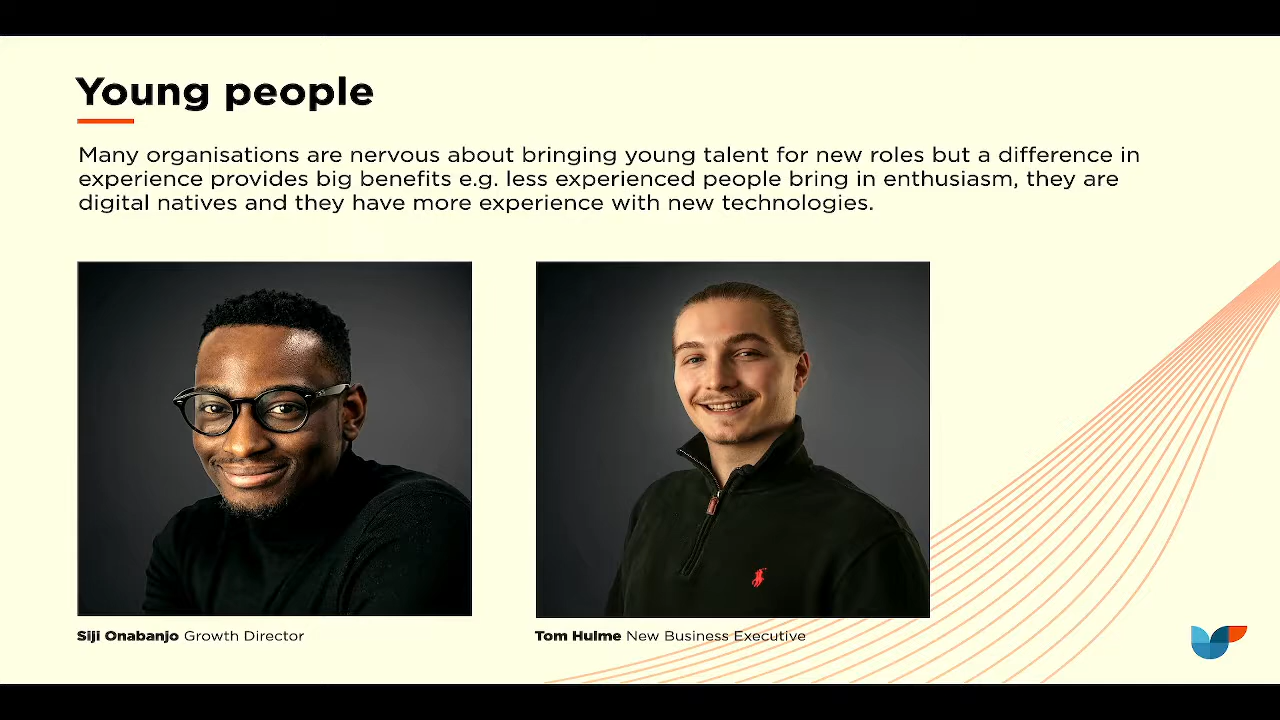 Young people
Many organisations are nervous about bringing young talent for new roles but a difference in
experience provides big benefits e.g. less experienced people bring in enthusiasm, they are
digital natives and they have more experience with new technologies.
Siji Onabanjo Growth Director
Tom Hulme New Business Executive